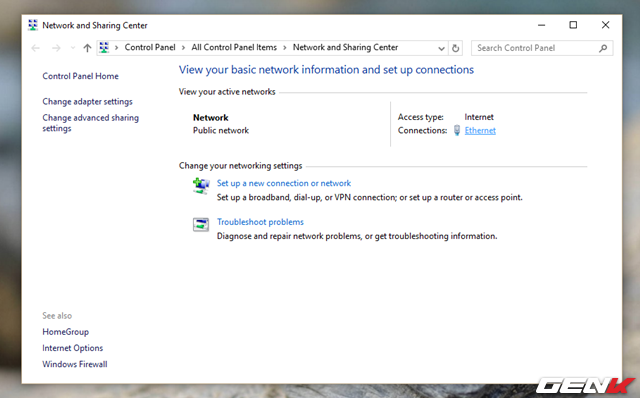 Network and Sharing Center
Control Panel > All Control Panel Items > Network and Sharing Center
Search Control Panel
Control Panel Home
Change adapter settings
Change advanced sharing
settings
View your basic network information and set up connections
View your active networks
Network
Public network
Access type: Internet
Connections: Ethernet
Change your networking settings
Set up a new connection or network
Set up a broadband, dial-up, or VPN connection; or set up a router or access point.
Troubleshoot problems
Diagnose and repair network problems, or get troubleshooting information.
See also
HomeGroup
Internet Options
Windows Firewall
GENK